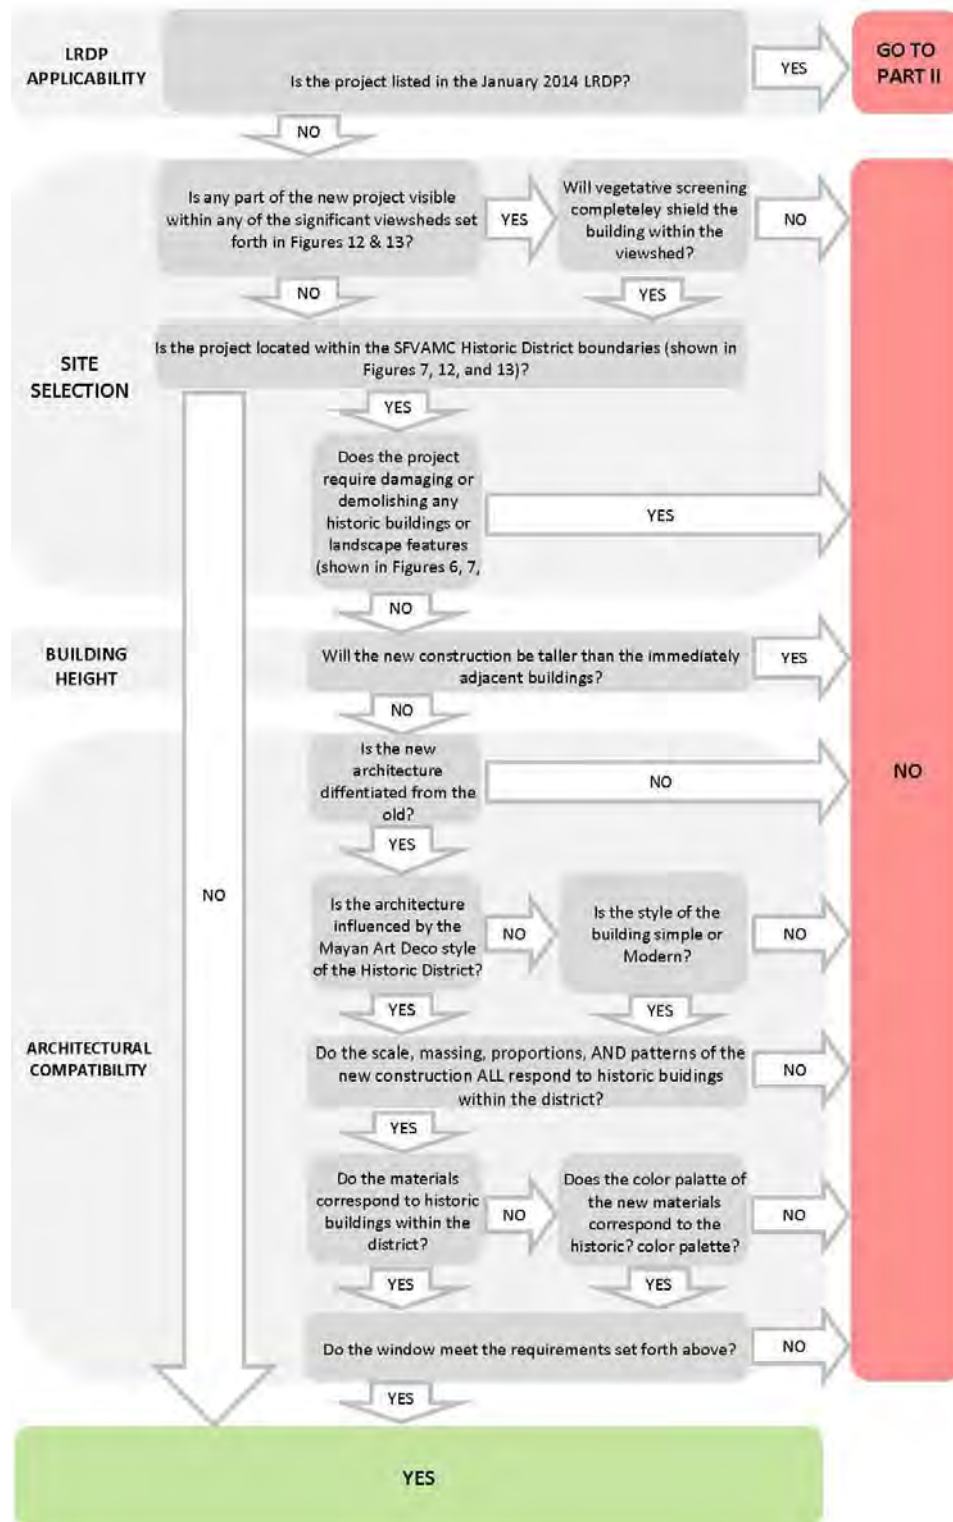 LRDP
APPLICABILITY
Is the project listed in the January 2014 LRDP?
YES
GO TO
PART II
NO
SITE
SELECTION
Is any part of the new project visible
within any of the significant viewsheds set
forth in Figures 12 & 13?
YES
Will vegetative screening
completeley shield the
building within the
viewshed?
NO
NO
YES
Is the project located within the SFVAMC Historic District boundaries (shown in
Figures 7, 12, and 13)?
YES
Does the project
require damaging or
demolishing any
historic buildings or
landscape features
(shown in Figures 6, 7,
YES
NO
BUILDING
HEIGHT
Will the new construction be taller than the immediately
adjacent buildings?
YES
NO
Is the new
architecture
diffentiated from the
old?
NO
NO
YES
NO
ARCHITECTURAL
COMPATIBILITY
Is the architecture
influenced by the
Mayan Art Deco style
of the Historic District?
NO
Is the style of the
building simple or
Modern?
NO
YES
YES
Do the scale, massing, proportions, AND patterns of the
new construction ALL respond to historic buidings
within the district?
NO
YES
Do the materials
correspond to historic
buildings within the
district?
NO
Does the color palatte of
the new materials
correspond to the
historic? color palette?
NO
YES
YES
Do the window meet the requirements set forth above?
NO
YES
YES